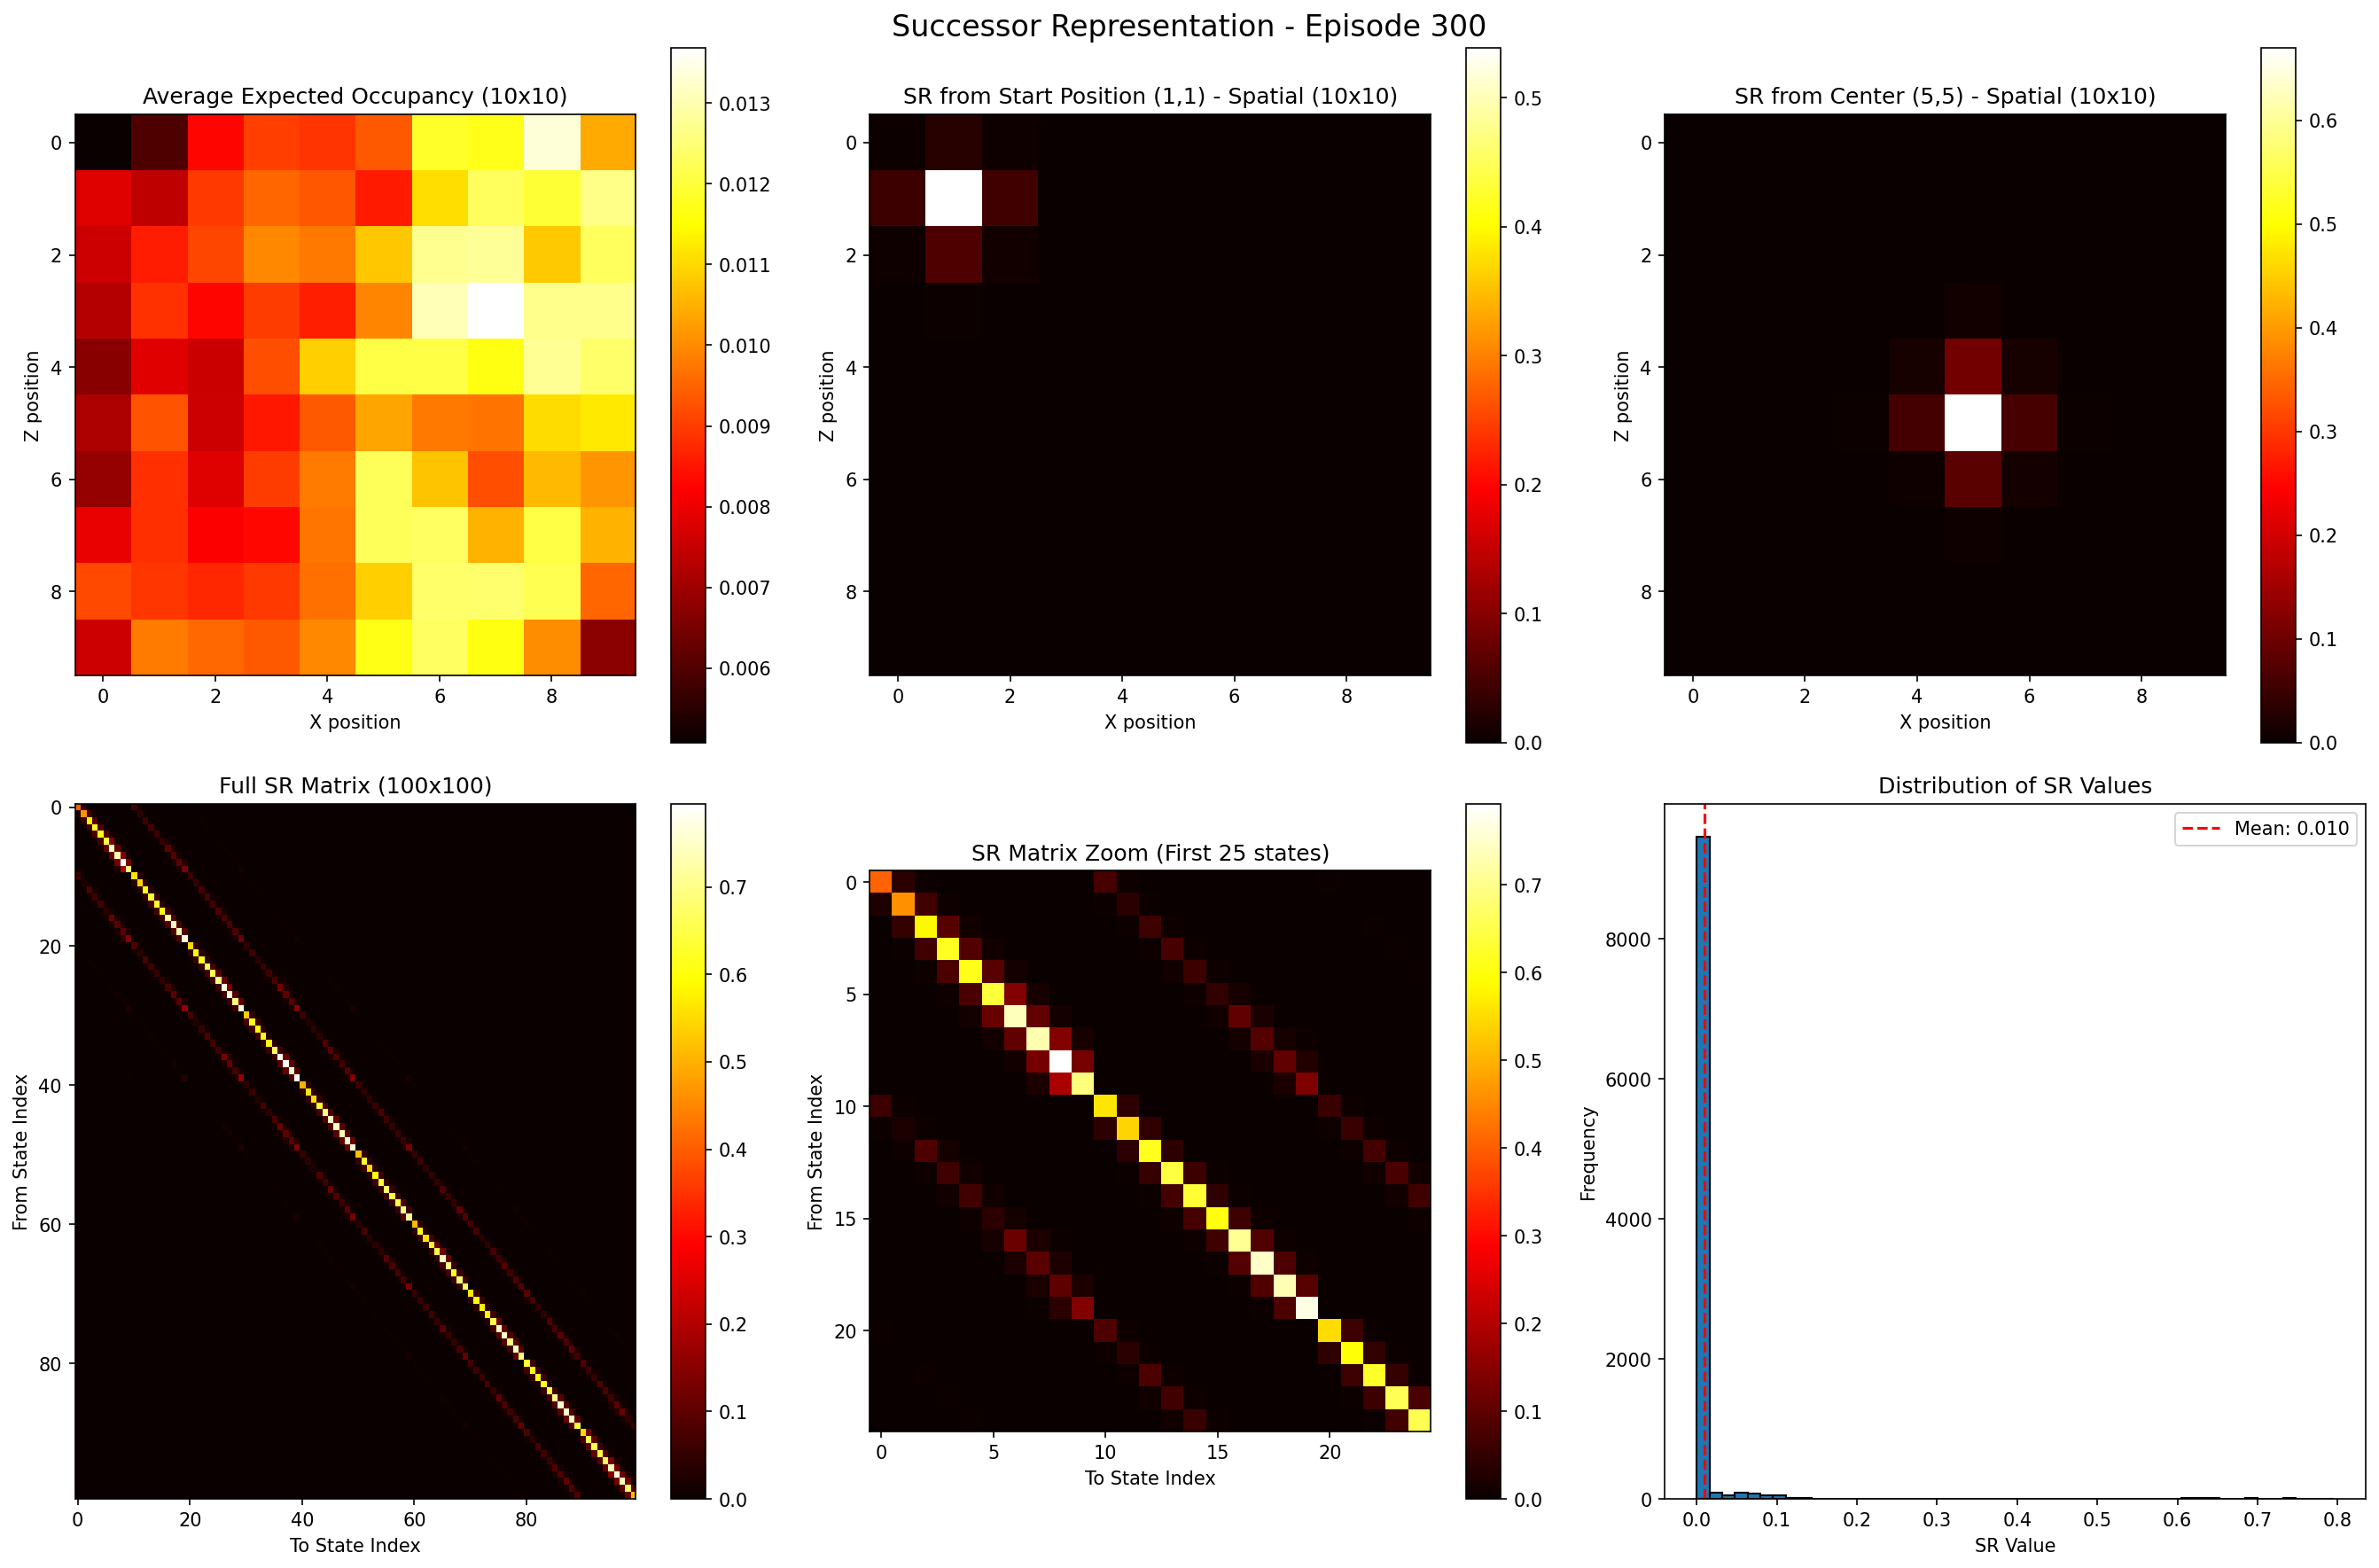 Successor Representation - Episode 300
Average Expected Occupancy (10x10)
0
2
4
6
8
Z position
0 2 4 6 8
X position
0.013
0.012
0.011
0.010
0.009
0.008
0.007
0.006
SR from Start Position (1,1) - Spatial (10x10)
0
2
4
6
8
Z position
0 2 4 6 8
X position
0.5
0.4
0.3
0.2
0.1
0.0
SR from Center (5,5) - Spatial (10x10)
0
2
4
6
8
Z position
0 2 4 6 8
X position
0.6
0.5
0.4
0.3
0.2
0.1
0.0
Full SR Matrix (100x100)
0
20
40
60
80
From State Index
0 20 40 60 80
To State Index
0.7
0.6
0.5
0.4
0.3
0.2
0.1
0.0
SR Matrix Zoom (First 25 states)
0
5
10
15
20
From State Index
0 5 10 15 20
To State Index
0.7
0.6
0.5
0.4
0.3
0.2
0.1
0.0
Distribution of SR Values
Mean: 0.010
8000
6000
4000
2000
0
Frequency
0.0 0.1 0.2 0.3 0.4 0.5 0.6 0.7 0.8
SR Value